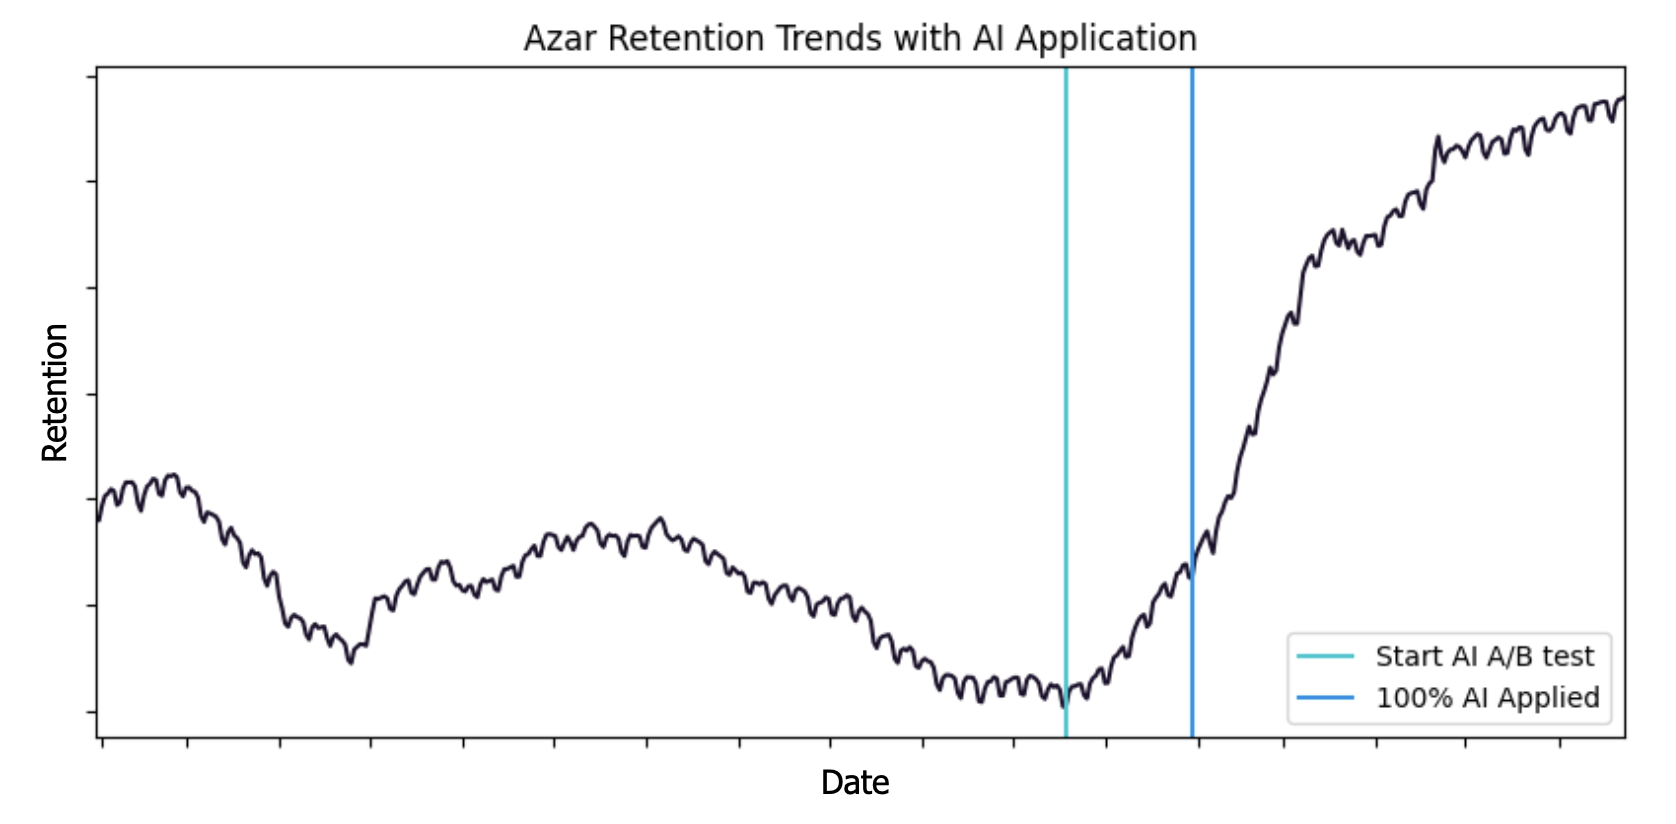 Azar Retention Trends with AI Application
Retention
Start AI A/B test
100% AI Applied
Date